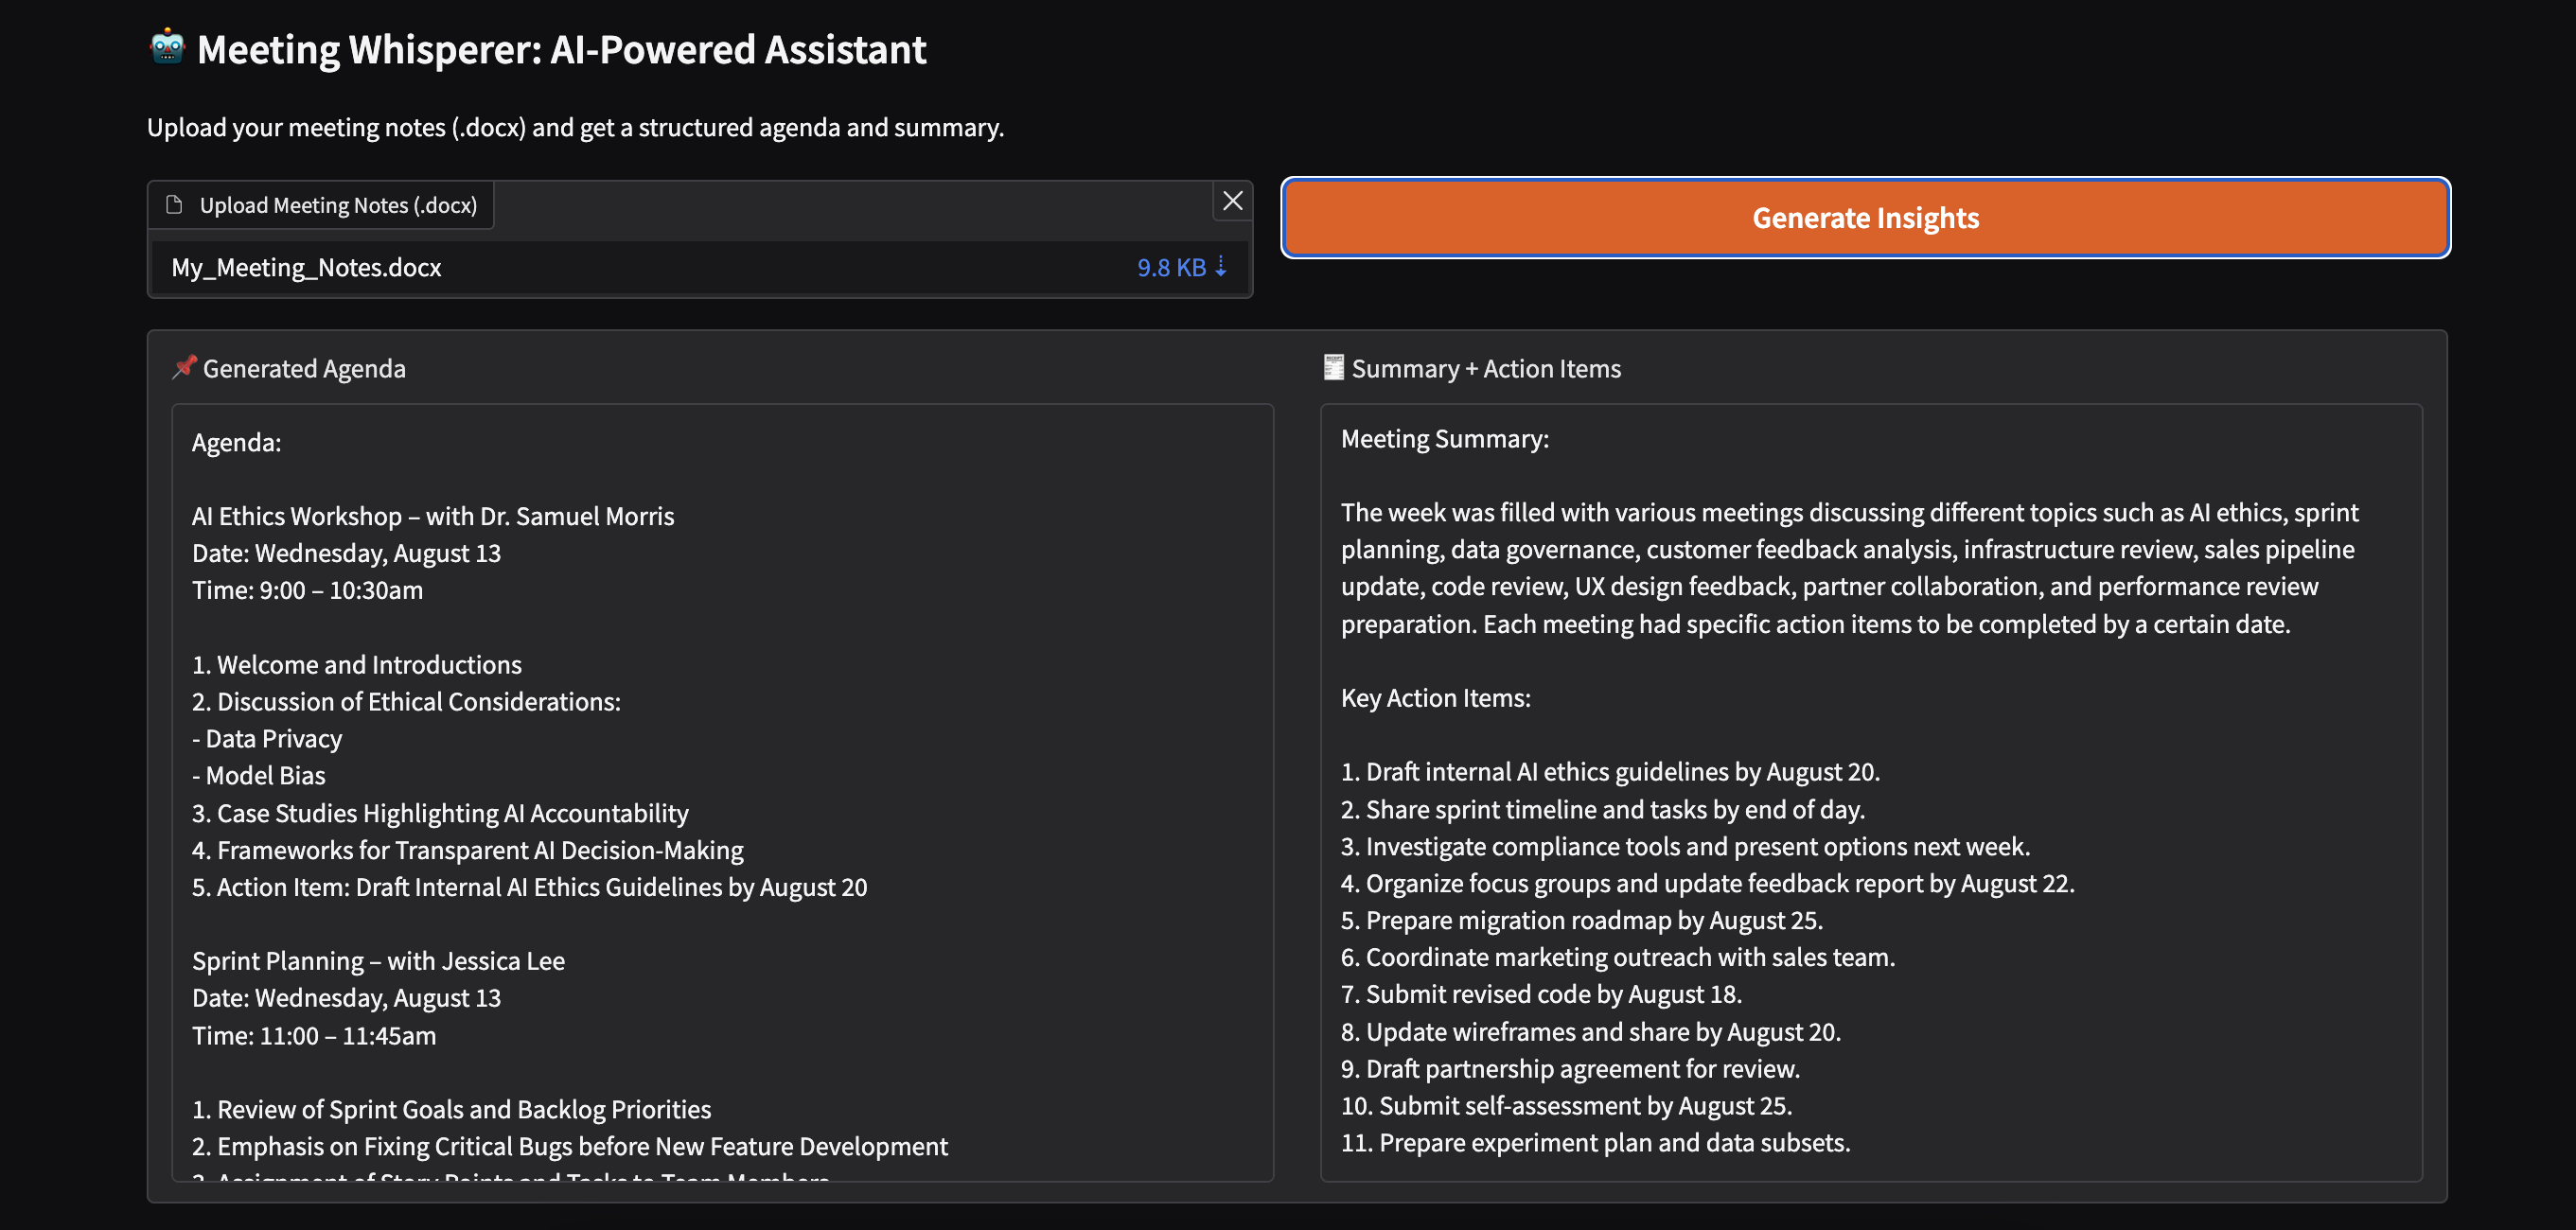 Meeting Whisperer: AI-Powered Assistant
Upload your meeting notes (.docx) and get a structured agenda and summary.
Upload Meeting Notes (.docx)
My_Meeting_Notes.docx
9.8 KB ⇣
Generate Insights
Generated Agenda
Agenda:
AI Ethics Workshop – with Dr. Samuel Morris
Date: Wednesday, August 13
Time: 9:00 – 10:30am
1. Welcome and Introductions
2. Discussion of Ethical Considerations:
- Data Privacy
- Model Bias
3. Case Studies Highlighting AI Accountability
4. Frameworks for Transparent AI Decision-Making
5. Action Item: Draft Internal AI Ethics Guidelines by August 20
Sprint Planning – with Jessica Lee
Date: Wednesday, August 13
Time: 11:00 – 11:45am
1. Review of Sprint Goals and Backlog Priorities
2. Emphasis on Fixing Critical Bugs before New Feature Development
3. Assignment of Story Points and Tasks to Team Members
Summary + Action Items
Meeting Summary:
The week was filled with various meetings discussing different topics such as AI ethics, sprint
planning, data governance, customer feedback analysis, infrastructure review, sales pipeline
update, code review, UX design feedback, partner collaboration, and performance review
preparation. Each meeting had specific action items to be completed by a certain date.
Key Action Items:
1. Draft internal AI ethics guidelines by August 20.
2. Share sprint timeline and tasks by end of day.
3. Investigate compliance tools and present options next week.
4. Organize focus groups and update feedback report by August 22.
5. Prepare migration roadmap by August 25.
6. Coordinate marketing outreach with sales team.
7. Submit revised code by August 18.
8. Update wireframes and share by August 20.
9. Draft partnership agreement for review.
10. Submit self-assessment by August 25.
11. Prepare experiment plan and data subsets.